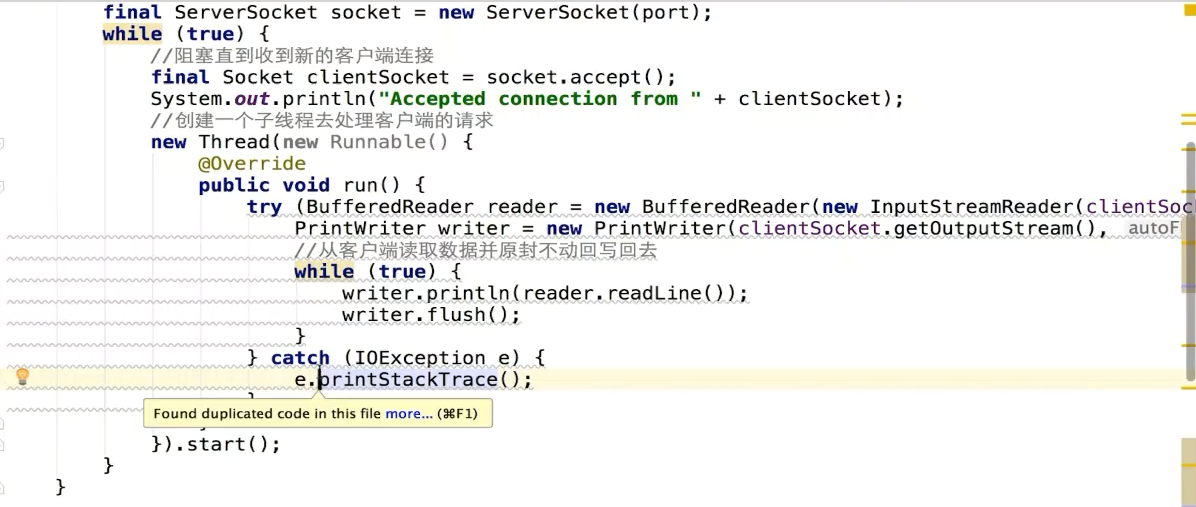 final ServerSocket socket = new ServerSocket(port);
while (true) {
//阻塞直到收到新的客户端连接
final Socket clientSocket = socket.accept();
System.out.println("Accepted connection from " + clientSocket);
//创建一个子线程去处理客户端的请求
new Thread(new Runnable() {
@Override
public void run() {
try (BufferedReader reader = new BufferedReader(new InputStreamReader(clientSoc
PrintWriter writer = new PrintWriter(clientSocket.getOutputStream(), autoF
//从客户端读取数据并原封不动回写回去
while (true) {
writer.println(reader.readLine());
writer.flush();
}
} catch (IOException e) {
e.printStackTrace();
Found duplicated code in this file more... (⌘F1)
}).start();
}
}